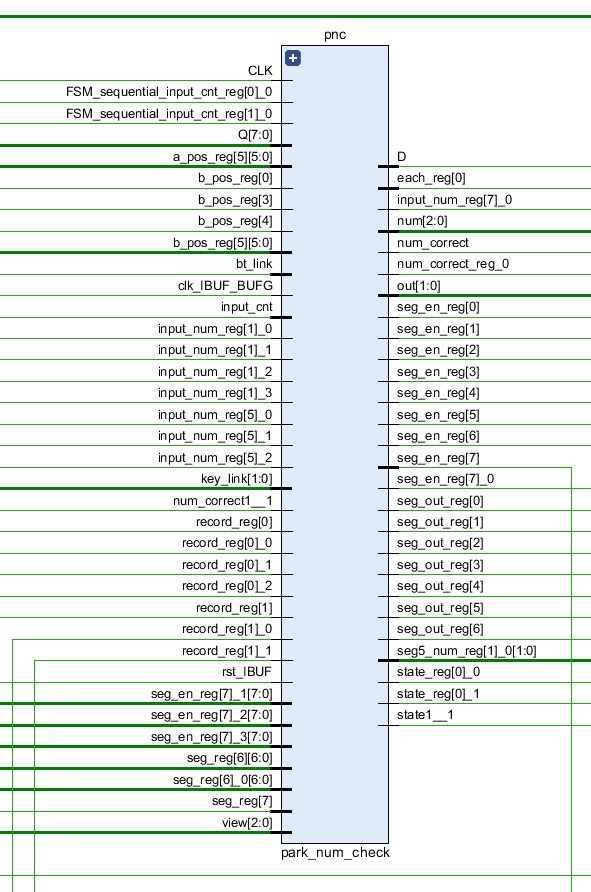 pnc
CLK
FSM_sequential_input_cnt_reg[0]_0
FSM_sequential_input_cnt_reg[1]_0
Q[7:0]
a_pos_reg[5][5:0]
b_pos_reg[0]
b_pos_reg[3]
b_pos_reg[4]
b_pos_reg[5][5:0]
bt_link
clk_IBUF_BUFG
input_cnt
input_num_reg[1]_0
input_num_reg[1]_1
input_num_reg[1]_2
input_num_reg[1]_3
input_num_reg[5]_0
input_num_reg[5]_1
input_num_reg[5]_2
key_link[1:0]
num_correct1__1
record_reg[0]
record_reg[0]_0
record_reg[0]_1
record_reg[0]_2
record_reg[1]
record_reg[1]_0
record_reg[1]_1
rst_IBUF
seg_en_reg[7]_1[7:0]
seg_en_reg[7]_2[7:0]
seg_en_reg[7]_3[7:0]
seg_reg[6][6:0]
seg_reg[6]_0[6:0]
seg_reg[7]
view[2:0]
D
each_reg[0]
input_num_reg[7]_0
num[2:0]
num_correct
num_correct_reg_0
out[1:0]
seg_en_reg[0]
seg_en_reg[1]
seg_en_reg[2]
seg_en_reg[3]
seg_en_reg[4]
seg_en_reg[5]
seg_en_reg[6]
seg_en_reg[7]
seg_en_reg[7]_0
seg_out_reg[0]
seg_out_reg[1]
seg_out_reg[2]
seg_out_reg[3]
seg_out_reg[4]
seg_out_reg[5]
seg_out_reg[6]
seg5_num_reg[1]_0[1:0]
state_reg[0]_0
state_reg[0]_1
state1__1
park_num_check